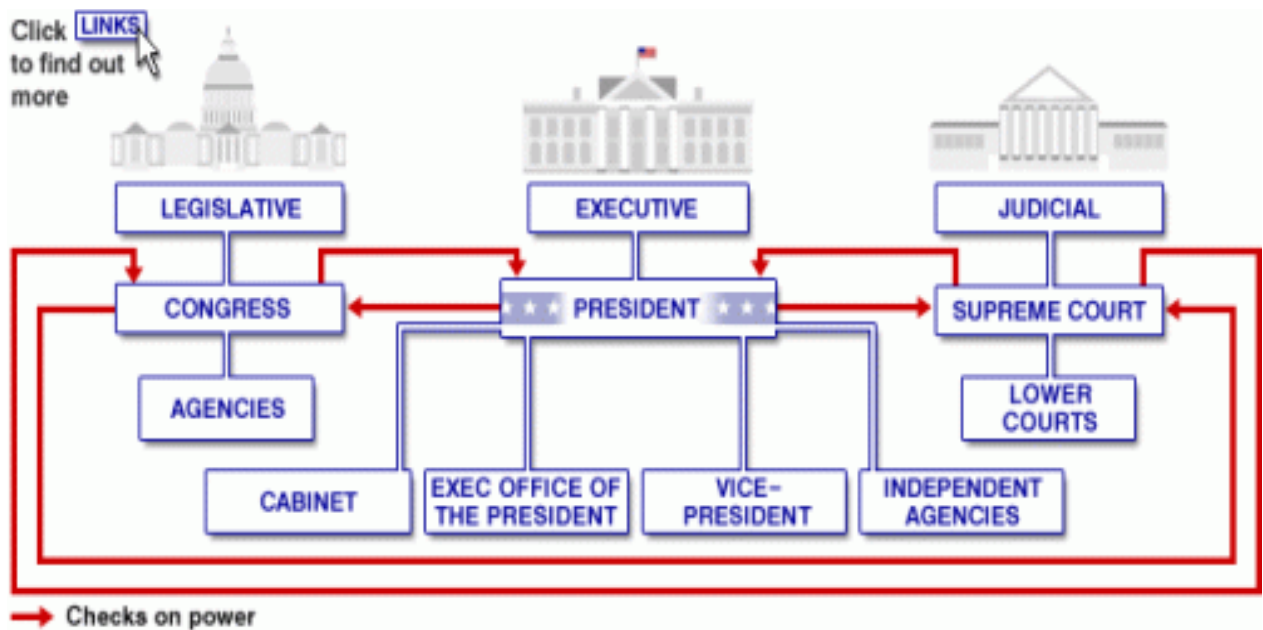 Click LINKS
to find out
more
LEGISLATIVE
EXECUTIVE
JUDICIAL
CONGRESS
PRESIDENT
SUPREME COURT
AGENCIES
LOWER
COURTS
CABINET
EXEC OFFICE OF
THE PRESIDENT
VICE-
PRESIDENT
INDEPENDENT
AGENCIES
Checks on power